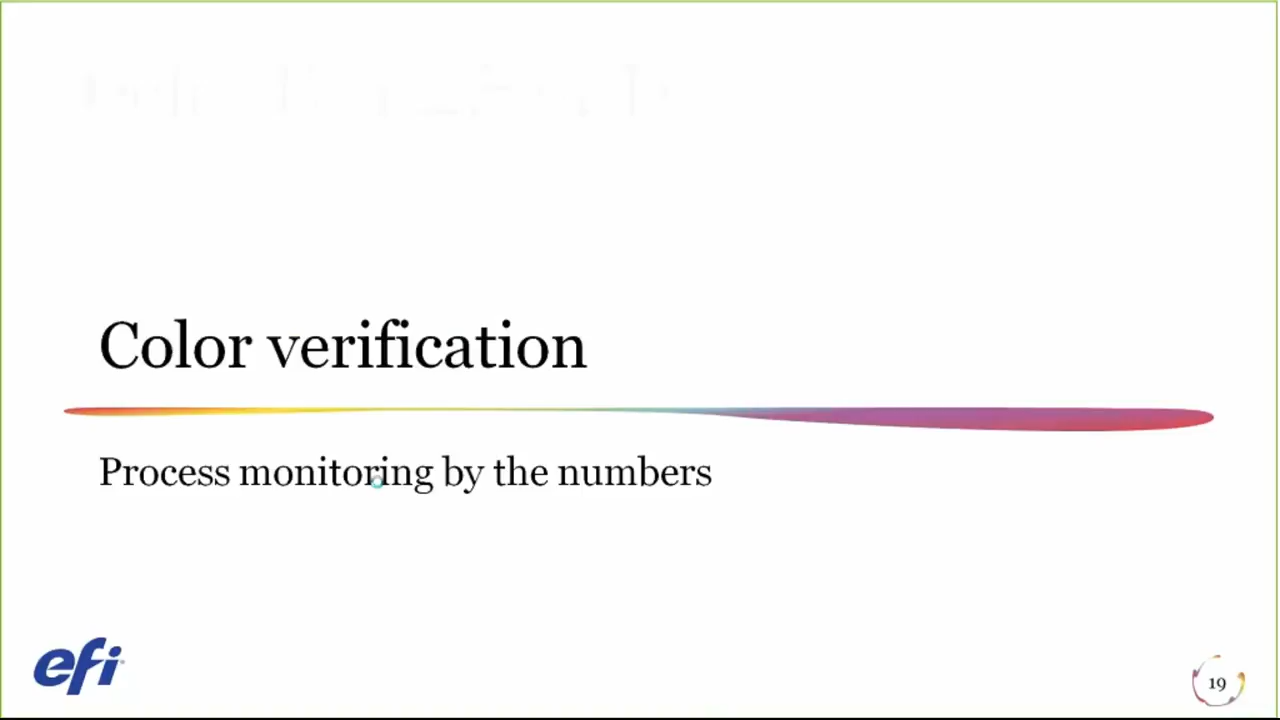 Color verification
Process monitoring by the numbers
efi
19